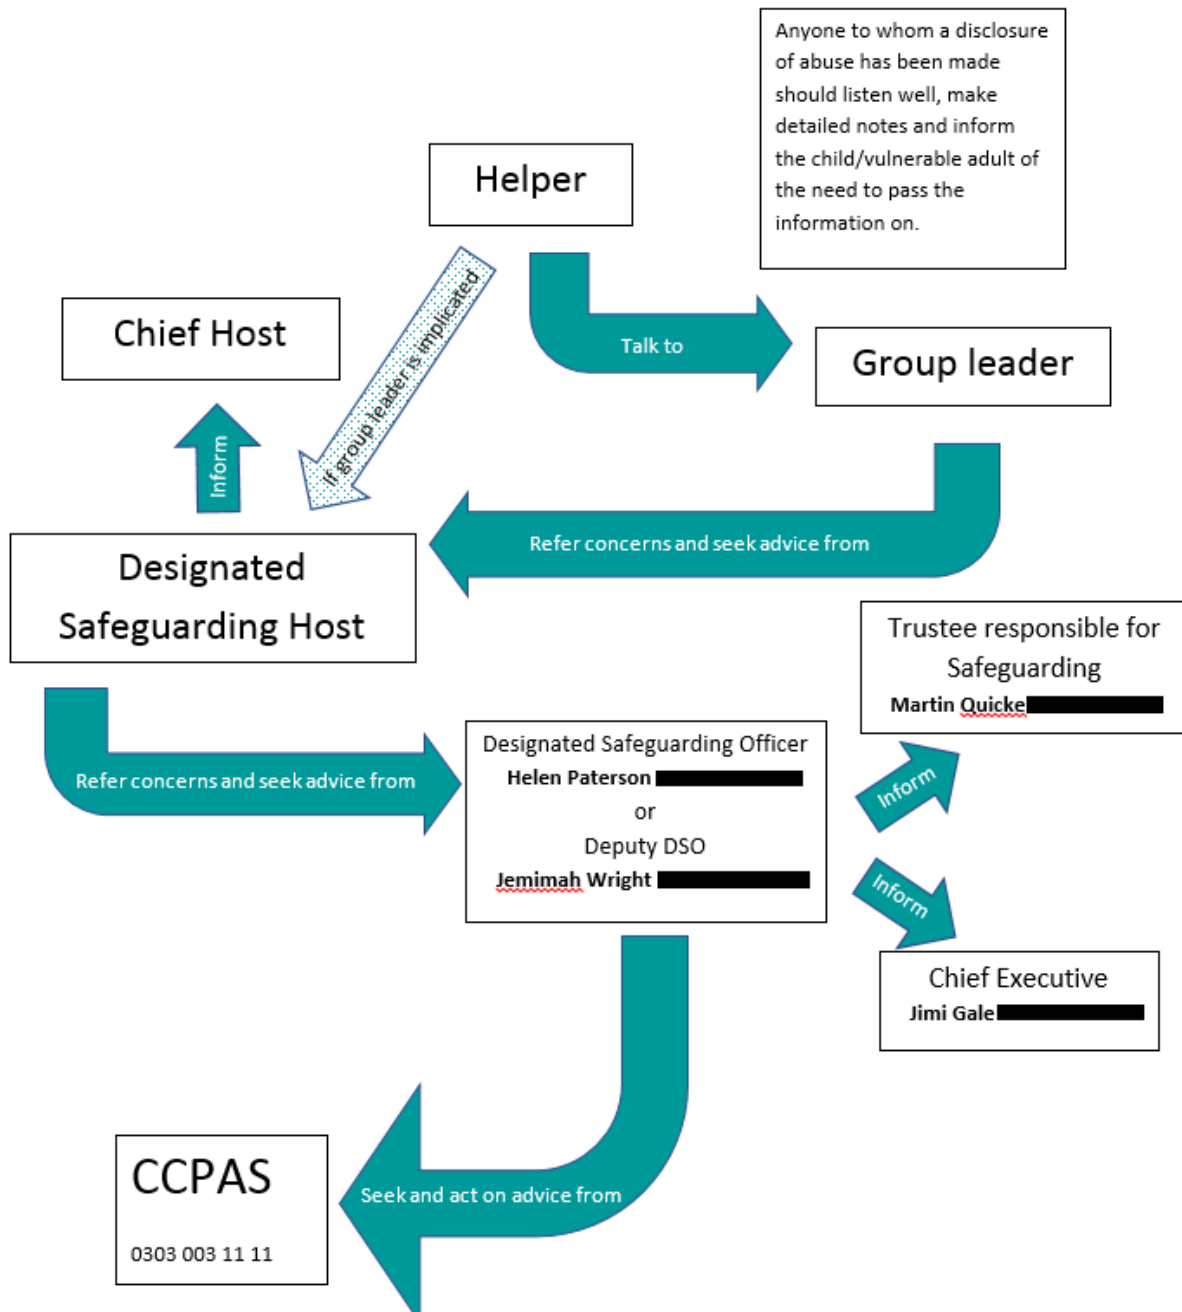 Anyone to whom a disclosure
of abuse has been made
should listen well, make
detailed notes and inform
the child/vulnerable adult of
the need to pass the
information on.
Helper
If group leader is implicated
Chief Host
Talk to
Group leader
Inform
Refer concerns and seek advice from
Designated
Safeguarding Host
Trustee responsible for
Safeguarding
Martin Quicke
Refer concerns and seek advice from
Designated Safeguarding Officer
Helen Paterson
or
Deputy DSO
Jemimah Wright
Inform
Inform
Chief Executive
Jimi Gale
Seek and act on advice from
CCPAS
0303 003 11 11